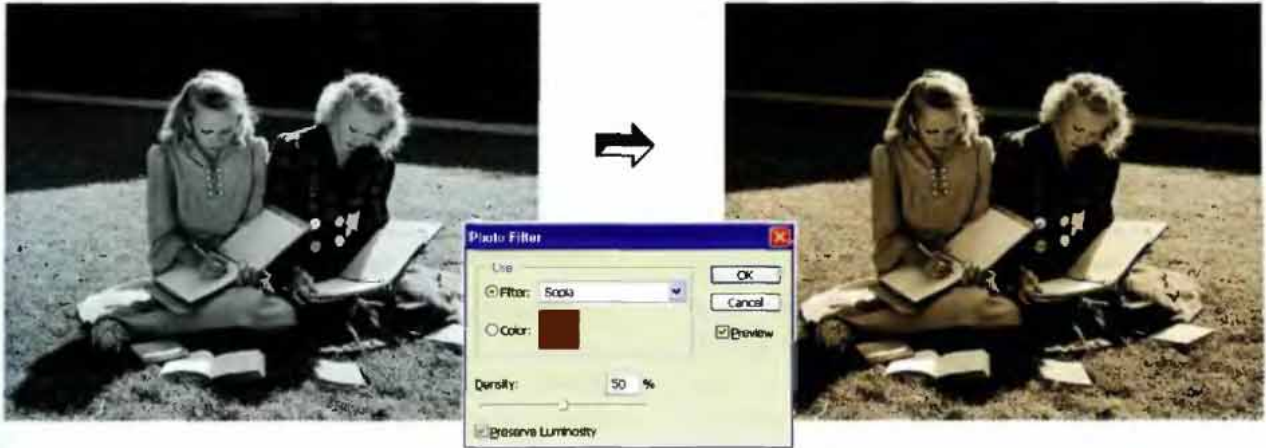 Photo Filter
Use
Filter: Sepia
Color:
Density: 50 %
Preserve Luminosity
OK
Cancel
Preview